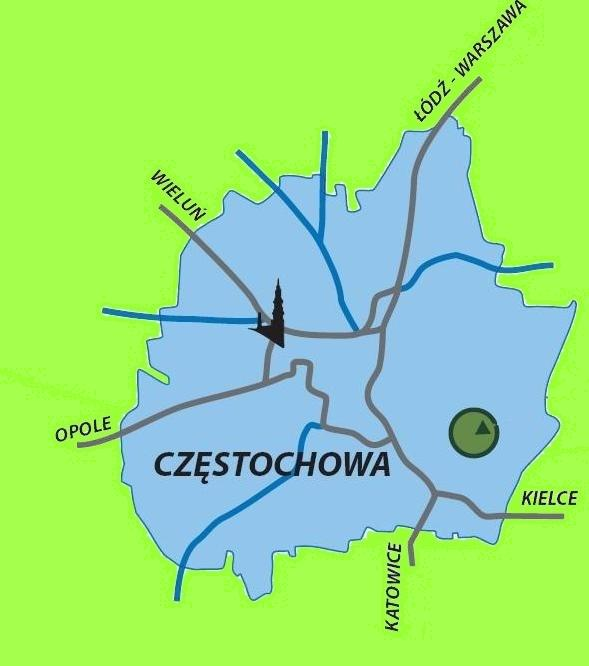 ŁÓDŹ - WARSZAWA
WIELUŃ
OPOLE
CZĘSTOCHOWA
KIELCE
KATOWICE